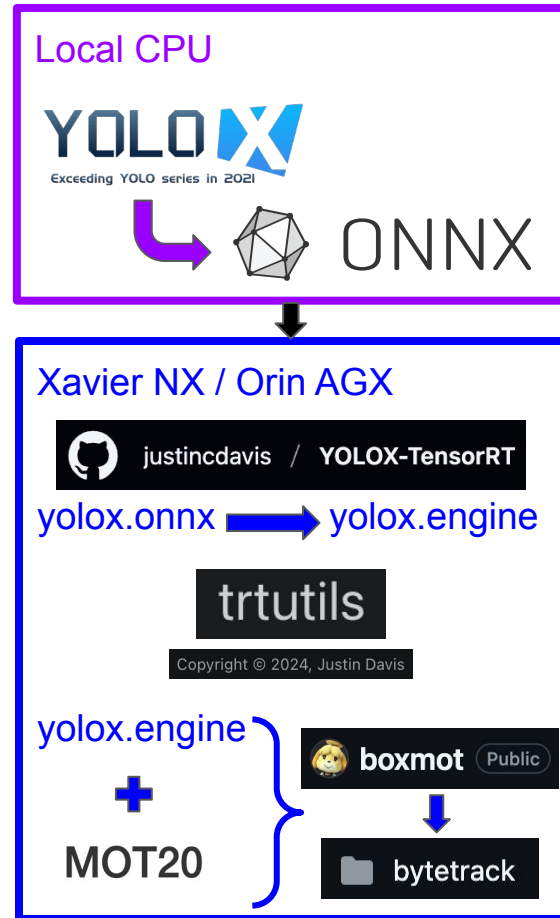 Local CPU
YOLOX
Exceeding YOLO series in 2021
ONNX
Xavier NX / Orin AGX
justincdavis / YOLOX-TensorRT
yolox.onnx yolox.engine
trtutils
Copyright © 2024, Justin Davis
yolox.engine
boxmot Public
MOT20
bytetrack